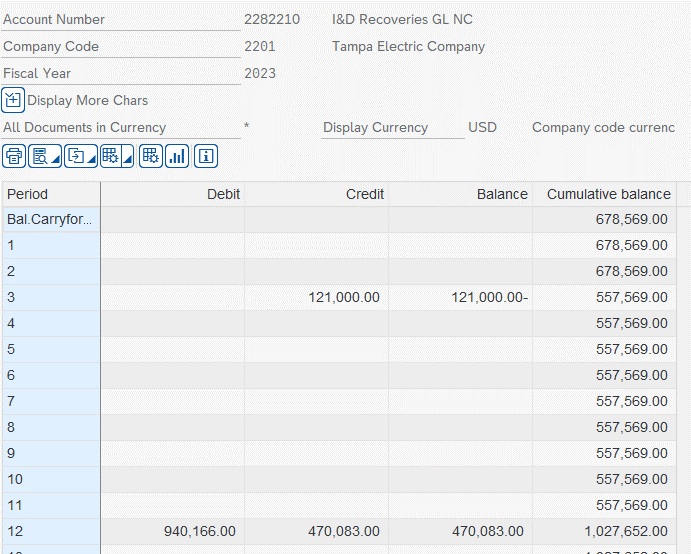 Account Number 2282210 I&D Recoveries GL NC
Company Code 2201 Tampa Electric Company
Fiscal Year 2023
Display More Chars
All Documents in Currency * Display Currency USD Company code currenc
Period Debit Credit Balance Cumulative balance
Bal.Carryfor... 678,569.00
1 678,569.00
2 678,569.00
3 121,000.00 121,000.00- 557,569.00
4 557,569.00
5 557,569.00
6 557,569.00
7 557,569.00
8 557,569.00
9 557,569.00
10 557,569.00
11 557,569.00
12 940,166.00 470,083.00 470,083.00 1,027,652.00